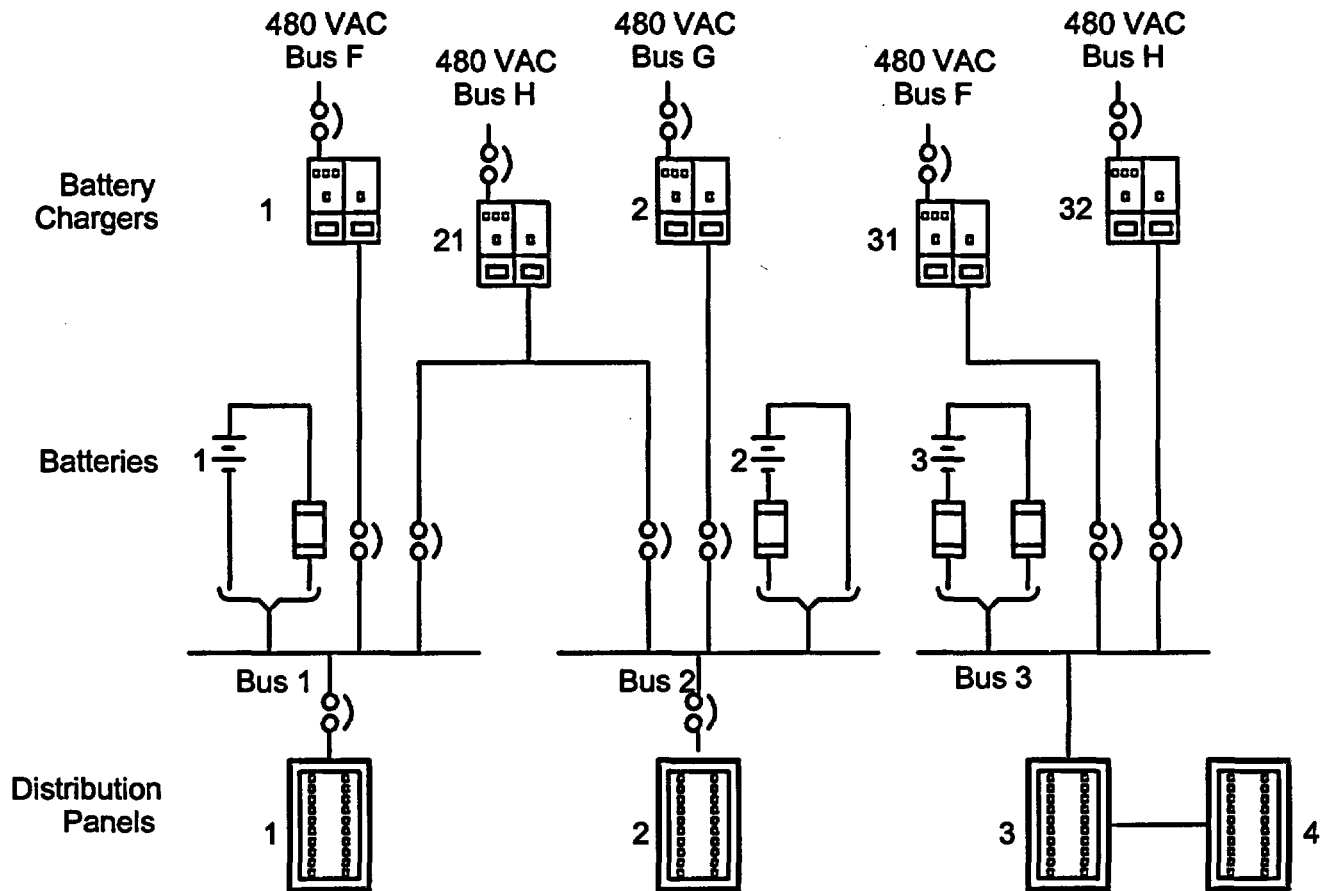 480 VAC
Bus F
480 VAC
Bus H
480 VAC
Bus G
480 VAC
Bus F
480 VAC
Bus H
Battery
Chargers
1
21
2
31
32
Batteries
1
2
3
Bus 1
Bus 2
Bus 3
Distribution
Panels
1
2
3
4